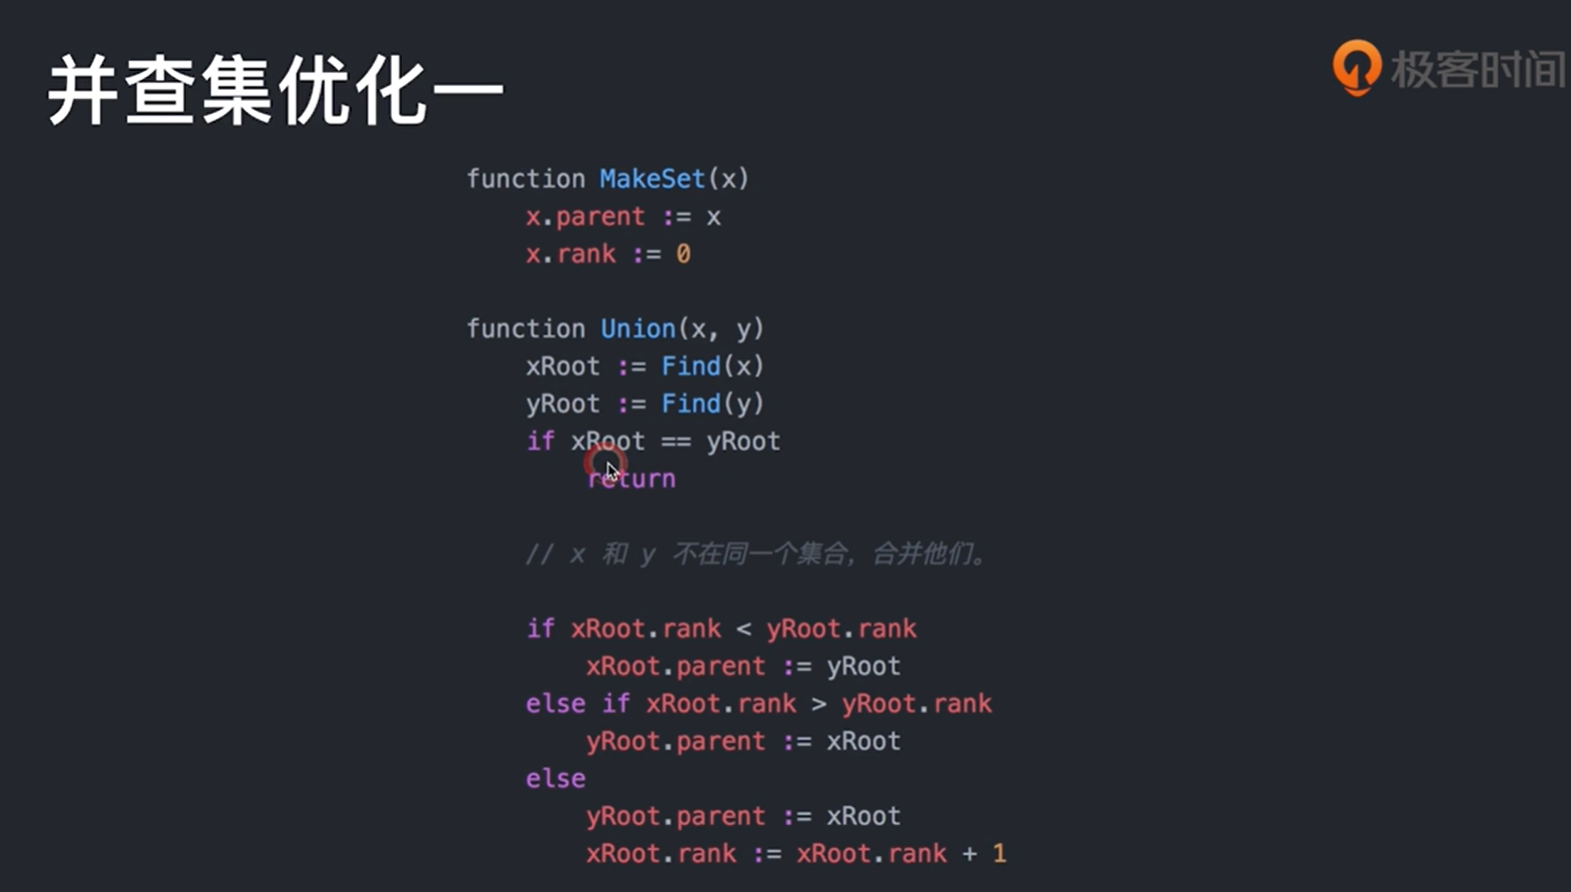 并查集优化一
极客时间
function MakeSet(x)
x.parent := x
x.rank := 0
function Union(x, y)
xRoot := Find(x)
yRoot := Find(y)
if xRoot == yRoot
return
// x 和 y 不在同一个集合，合并他们。
if xRoot.rank < yRoot.rank
xRoot.parent := yRoot
else if xRoot.rank > yRoot.rank
yRoot.parent := xRoot
else
yRoot.parent := xRoot
xRoot.rank := xRoot.rank + 1